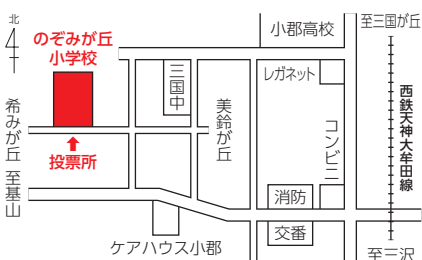 北
のぞみが丘
小学校
小郡高校
至三国が丘
三国中
レガネット
美鈴が丘
コンビニ
西鉄天神大牟田線
希みが丘
至基山
投票所
消防
交番
ケアハウス小郡
至三沢